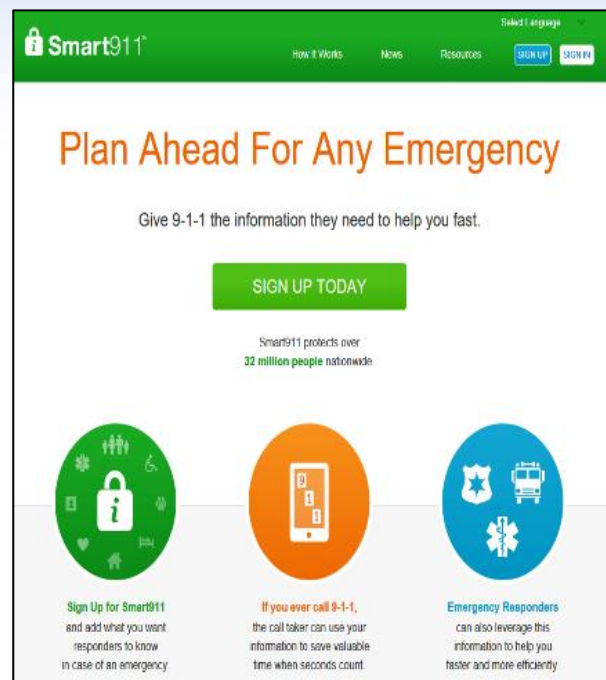 Select Language
Smart911™
How It Works News Resources SIGN UP SIGN IN
Plan Ahead For Any Emergency
Give 9-1-1 the information they need to help you fast.
SIGN UP TODAY
Smart911 protects over
32 million people nationwide
i
9
1
1
Sign Up for Smart911
and add what you want
responders to know
in case of an emergency
If you ever call 9-1-1,
the call taker can use your
information to save valuable
time when seconds count.
Emergency Responders
can also leverage this
information to help you
faster and more efficiently